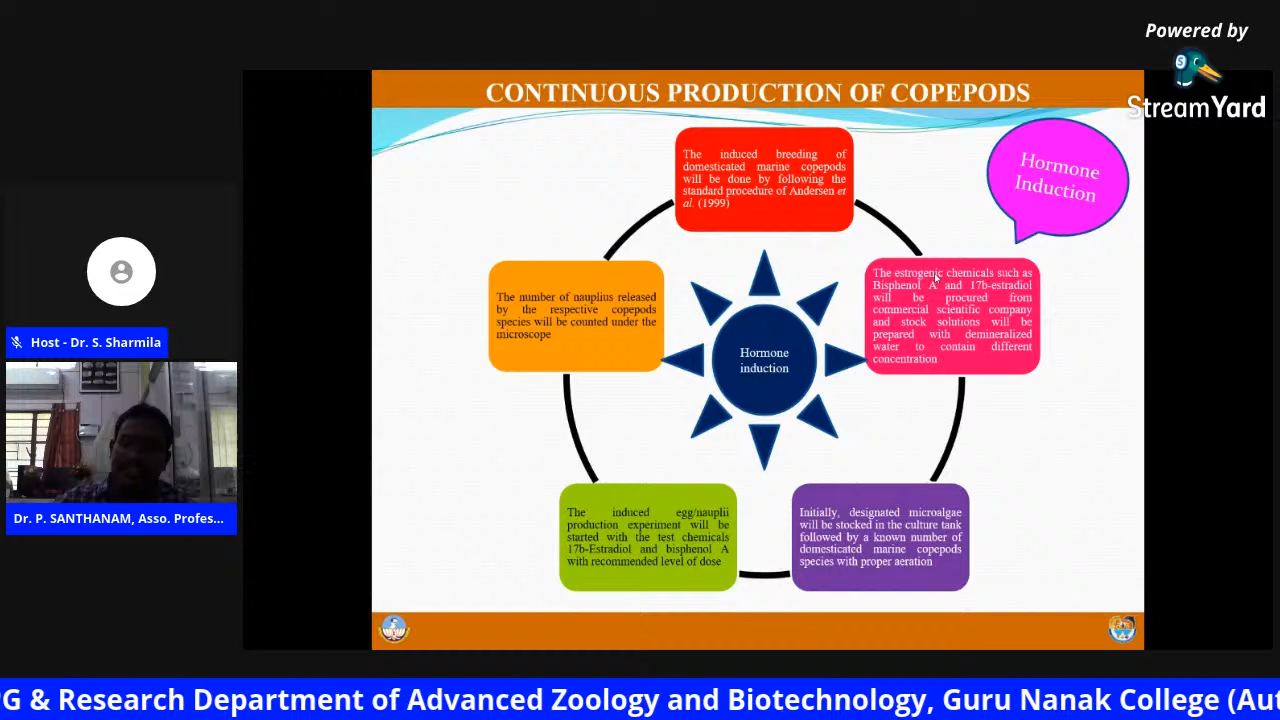 Powered by
StreamYard
CONTINUOUS PRODUCTION OF COPEPODS
Hormone
Induction
The induced breeding of
domesticated marine copepods
will be done by following the
standard procedure of Andersen et
al. (1999)
The estrogenic chemicals such as
Bisphenol A and 17b-estradiol
will be procured from
commercial scientific company
and stock solutions will be
prepared with demineralized
water to contain different
concentration
Initially, designated microalgae
will be stocked in the culture tank
followed by a known number of
domesticated marine copepods
species with proper aeration
The induced egg/nauplii
production experiment will be
started with the test chemicals
17b-Estradiol and bisphenol A
with recommended level of dose
The number of nauplius released
by the respective copepods
species will be counted under the
microscope
Hormone
induction
Host - Dr. S. Sharmila
Dr. P. SANTHANAM, Asso. Profes...
PG & Research Department of Advanced Zoology and Biotechnology, Guru Nanak College (Aut